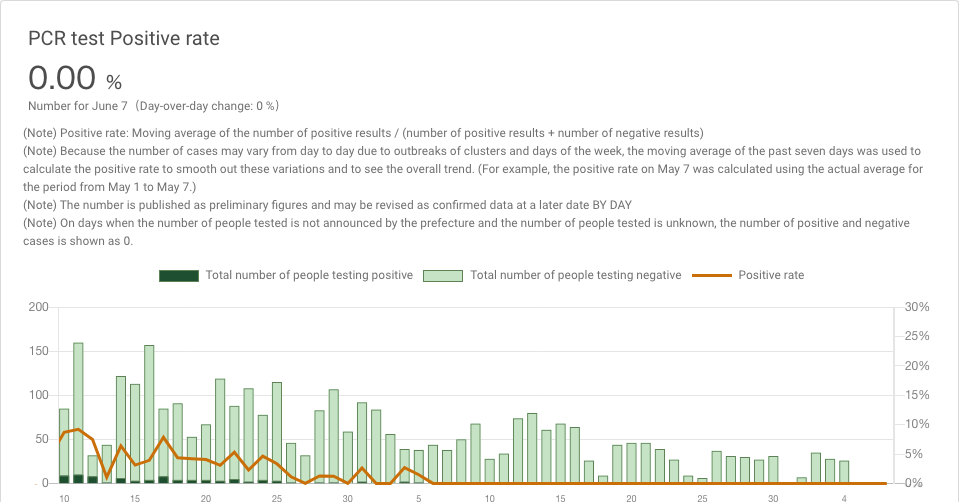 PCR test Positive rate
0.00 %
Number for June 7 (Day-over-day change: 0 %)
(Note) Positive rate: Moving average of the number of positive results / (number of positive results + number of negative results)
(Note) Because the number of cases may vary from day to day due to outbreaks of clusters and days of the week, the moving average of the past seven days was used to
calculate the positive rate to smooth out these variations and to see the overall trend. (For example, the positive rate on May 7 was calculated using the actual average for
the period from May 1 to May 7.)
(Note) The number is published as preliminary figures and may be revised as confirmed data at a later date BY DAY
(Note) On days when the number of people tested is not announced by the prefecture and the number of people tested is unknown, the number of positive and negative
cases is shown as 0.
Total number of people testing positive Total number of people testing negative Positive rate
200 30%
25%
150
20%
100 15%
10%
50
5%
0 0%
10 15 20 25 30 5 10 15 20 25 30 4